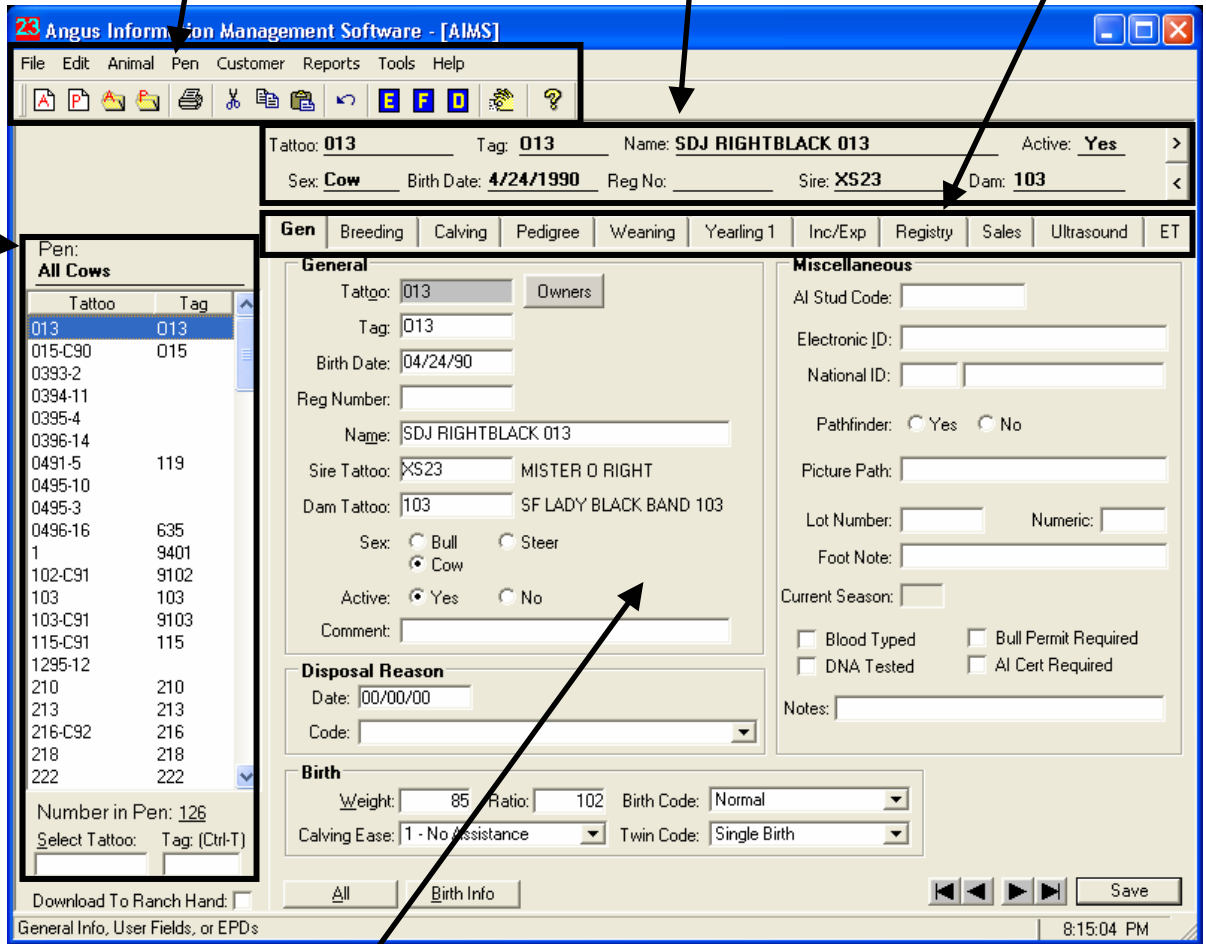 23 Angus Information Management Software - [AIMS]
File Edit Animal Pen Customer Reports Tools Help
A P A P E F D ?
Tattoo: 013 Tag: O13 Name: SDJ RIGHTBLACK 013 Active: Yes >
Sex: Cow Birth Date: 4/24/1990 Reg No: Sire: XS23 Dam: 103 <
Gen Breeding Calving Pedigree Weaning Yearling 1 Inc/Exp Registry Sales Ultrasound ET
Pen:
All Cows
Tattoo Tag
013 O13
015-C90 O15
0393-2
0394-11
0395-4
0396-14
0491-5 119
0495-10
0495-3
0496-16 635
1 9401
102-C91 9102
103 103
103-C91 9103
115-C91 115
1295-12
210 210
213 213
216-C92 216
218 218
222 222
Number in Pen: 126
Select Tattoo: Tag: (Ctrl-T)
Download To Ranch Hand:
General
Tattoo: 013 Owners
Tag: O13
Birth Date: 04/24/90
Reg Number:
Name: SDJ RIGHTBLACK 013
Sire Tattoo: XS23 MISTER O RIGHT
Dam Tattoo: 103 SF LADY BLACK BAND 103
Sex: Bull Steer
Cow
Active: Yes No
Comment:
Disposal Reason
Date: 00/00/00
Code:
Birth
Weight: 85 Ratio: 102 Birth Code: Normal
Calving Ease: 1 - No Assistance Twin Code: Single Birth
Miscellaneous
AI Stud Code:
Electronic ID:
National ID:
Pathfinder: Yes No
Picture Path:
Lot Number: Numeric:
Foot Note:
Current Season:
Blood Typed Bull Permit Required
DNA Tested AI Cert Required
Notes:
All Birth Info Save
General Info, User Fields, or EPDs 8:15:04 PM